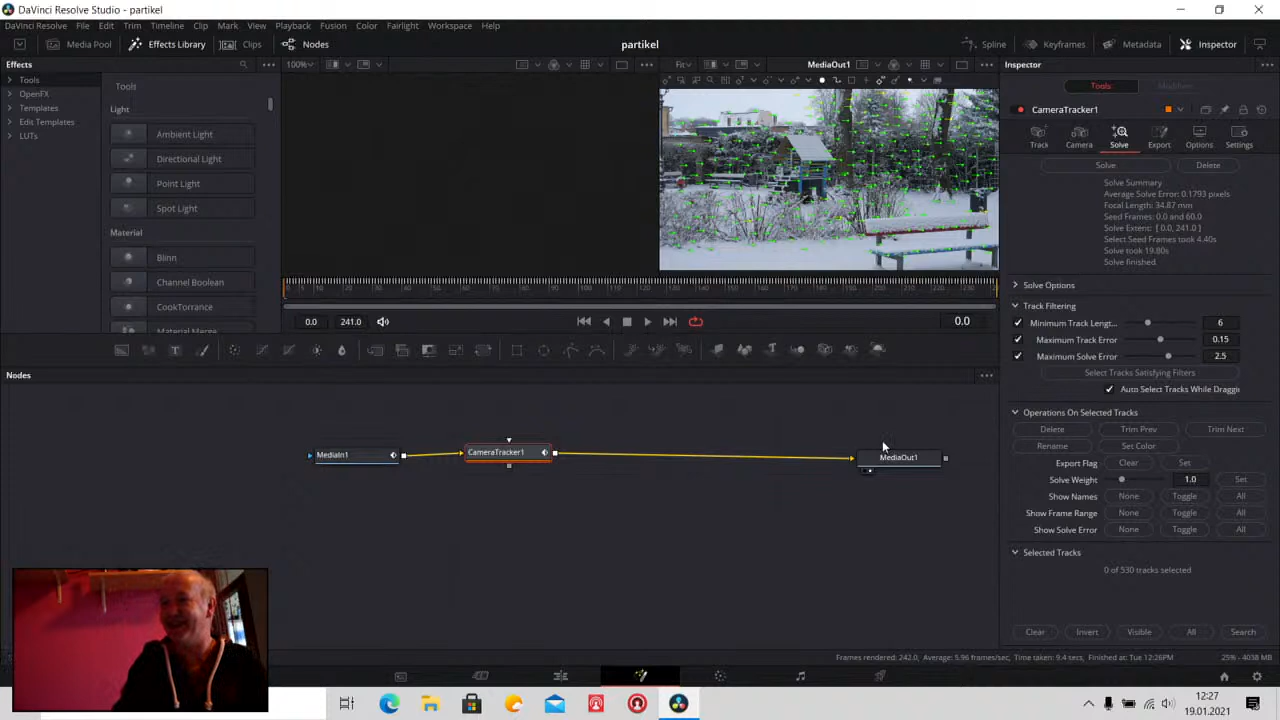 DaVinci Resolve Studio - partikel
DaVinci Resolve File Edit Trim Timeline Clip Mark View Playback Fusion Color Fairlight Workspace Help
Media Pool Effects Library Clips Nodes partikel Spline Keyframes Metadata Inspector
Effects 100% Fit MediaOut1 Inspector
Tools
OpenFX
Templates
Edit Templates
LUTs
Tools
Light
Ambient Light
Directional Light
Point Light
Spot Light
Material
Blinn
Channel Boolean
CookTorrance
Material Merge
0.0 241.0 0.0
Nodes
MediaIn1 CameraTracker1 MediaOut1
Tools Modifiers
CameraTracker1
Track Camera Solve Export Options Settings
Solve Delete
Solve Summary
Average Solve Error: 0.1793 pixels
Focal Length: 34.87 mm
Seed Frames: 0.0 and 60.0
Solve Extent: [ 0.0, 241.0 ]
Select Seed Frames took 4.40s
Solve took 19.80s
Solve finished.
Solve Options
Track Filtering
Minimum Track Lengt... 6
Maximum Track Error 0.15
Maximum Solve Error 2.5
Select Tracks Satisfying Filters
Auto Select Tracks While Draggin
Operations On Selected Tracks
Delete Trim Prev Trim Next
Rename Set Color
Export Flag Clear Set
Solve Weight 1.0 Set
Show Names None Toggle All
Show Frame Range None Toggle All
Show Solve Error None Toggle All
Selected Tracks
0 of 530 tracks selected
Clear Invert Visible All Search
Frames rendered: 242.0, Average: 5.96 frames/sec, Time taken: 9.4 secs, Finished at: Tue 12:26PM 25% - 4038 MB
12:27
19.01.2021